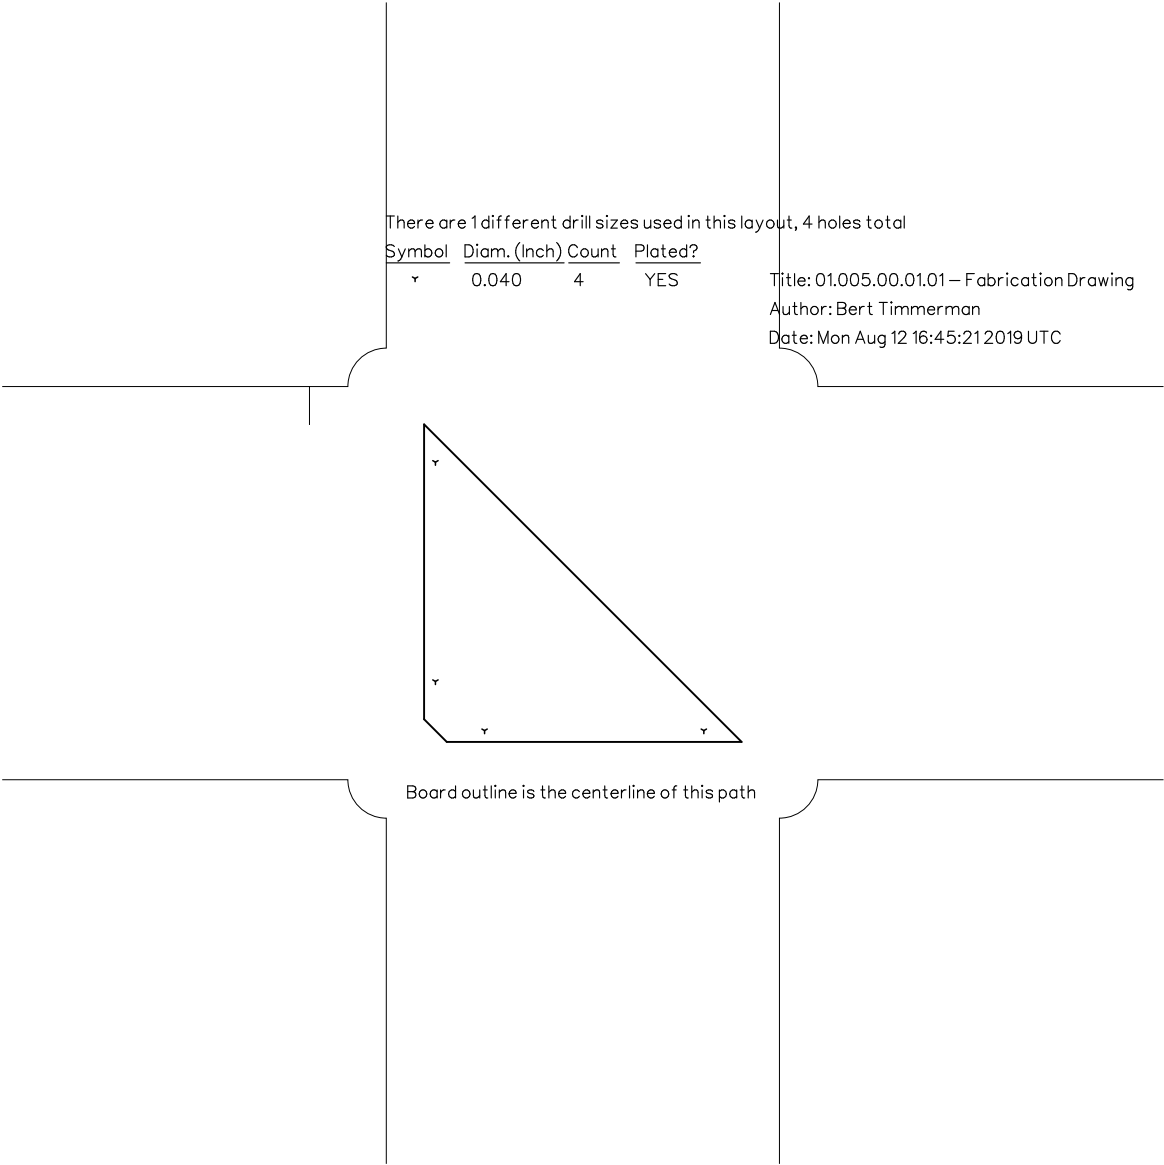 There are 1 different drill sizes used in this layout, 4 holes total
Symbol Diam. (Inch) Count Plated?
0.040 4 YES
Title: 01.005.00.01.01 — Fabrication Drawing
Author: Bert Timmerman
Date: Mon Aug 12 16:45:21 2019 UTC
Board outline is the centerline of this path